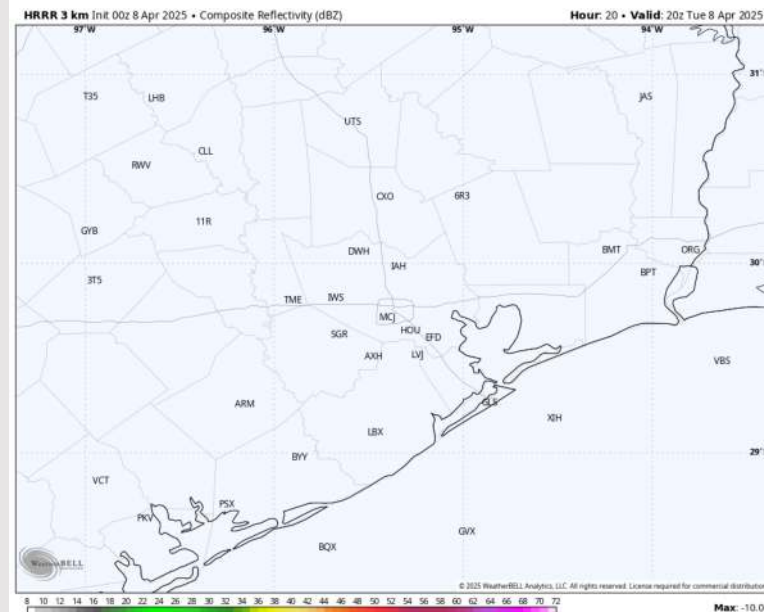 HRRR 3 km Init 00z 8 Apr 2025 • Composite Reflectivity (dBZ) Hour: 20 • Valid: 20z Tue 8 Apr 2025
97°W 96°W 95°W 94°W
31°
T35 LHB JAS
UTS
CLL
RWV
CXO 6R3
11R
GYB
DWH BMT ORG
IAH 30°
3T5 BPT
TME IWS
MCJ
SGR HOU EFD
AXH LVJ VBS
ARM GLS
XIH
LBX
BYY 29°
VCT
PSX
PKV
GVX
BQX
WeatherBELL
© 2025 WeatherBELL Analytics, LLC. All rights reserved. License required for commercial distribution.
8 10 12 14 16 18 20 22 24 26 28 30 32 34 36 38 40 42 44 46 48 50 52 54 56 58 60 62 64 66 68 70 72
Max: -10.0